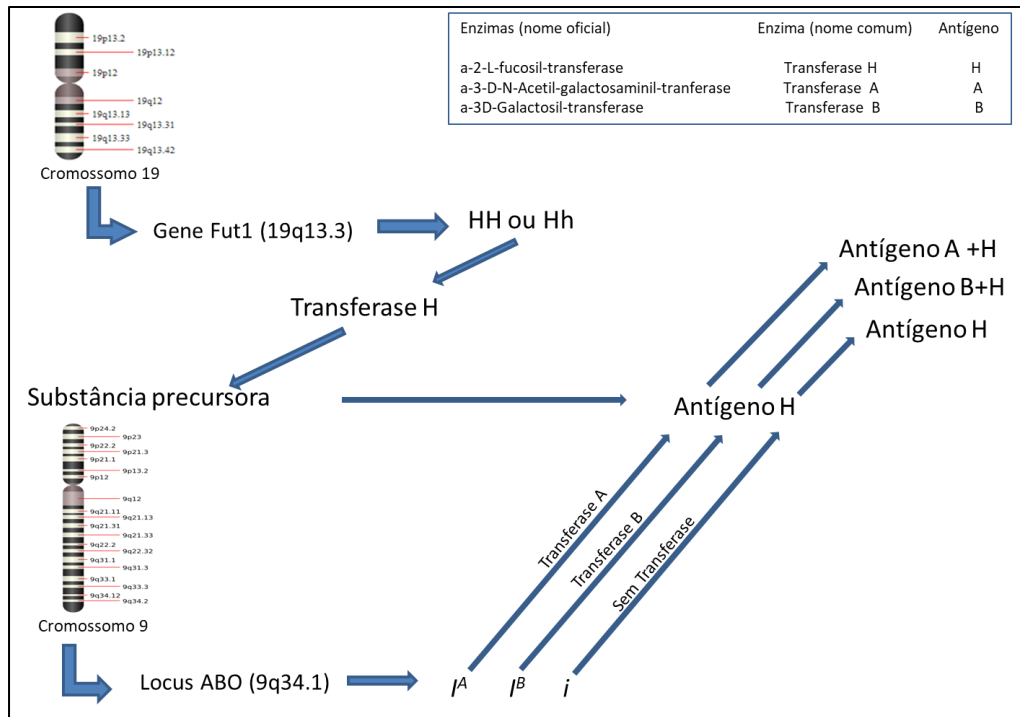 Enzimas (nome oficial) Enzima (nome comum) Antígeno
a-2-L-fucosil-transferase Transferase H H
a-3-D-N-Acetil-galactosaminil-tranferase Transferase A A
a-3D-Galactosil-transferase Transferase B B
19p13.2
19p13.12
19p12
19q12
19q13.13
19q13.31
19q13.33
19q13.42
Cromossomo 19
Gene Fut1 (19q13.3)
HH ou Hh
Transferase H
Substância precursora
Antígeno H
Antígeno A +H
Antígeno B+H
Antígeno H
9p24.2
9p23
9p22.2
9p21.3
9p21.1
9p13.2
9p12
9q12
9q21.11
9q21.13
9q21.31
9q21.33
9q22.2
9q22.32
9q31.1
9q31.3
9q33.1
9q33.3
9q34.12
9q34.2
Cromossomo 9
Transferase A
Transferase B
Sem Transferase
Locus ABO (9q34.1)
I^A I^B i